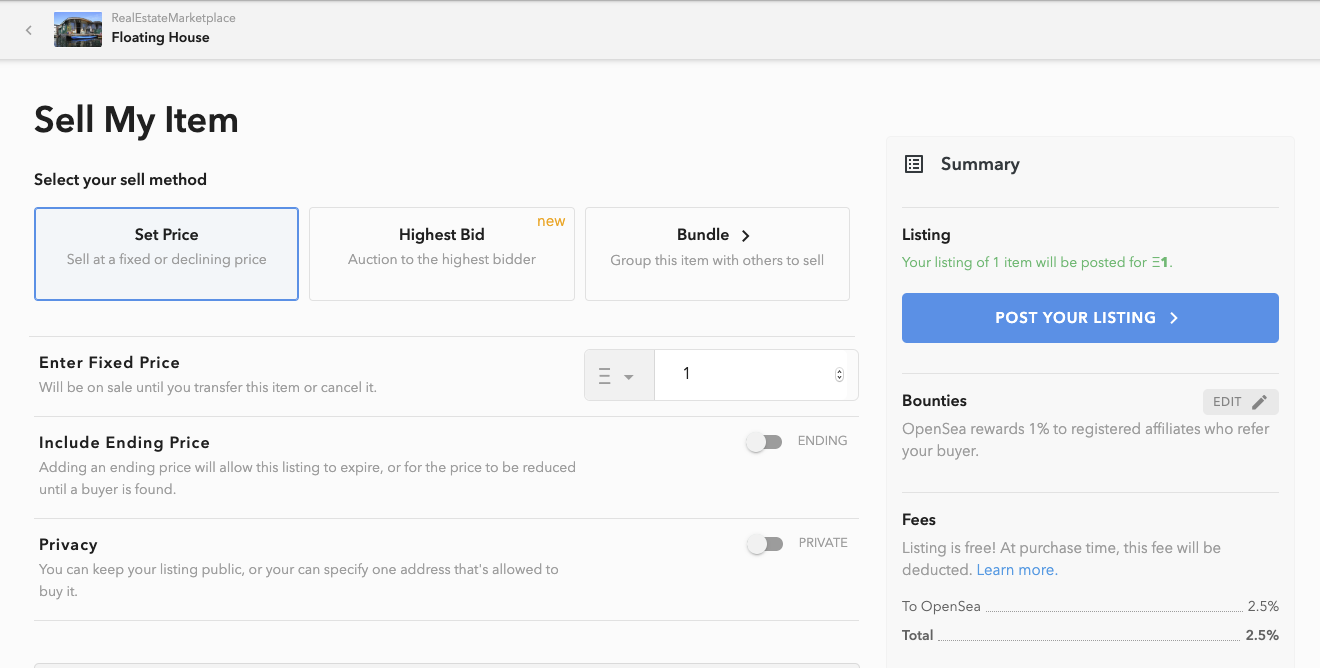 RealEstateMarketplace
Floating House
Sell My Item
Select your sell method
Set Price
Sell at a fixed or declining price
new
Highest Bid
Auction to the highest bidder
Bundle
Group this item with others to sell
Enter Fixed Price
Will be on sale until you transfer this item or cancel it.
Ξ
1
Include Ending Price
Adding an ending price will allow this listing to expire, or for the price to be reduced
until a buyer is found.
ENDING
Privacy
You can keep your listing public, or your can specify one address that's allowed to
buy it.
PRIVATE
Summary
Listing
Your listing of 1 item will be posted for Ξ1.
POST YOUR LISTING
Bounties
EDIT
OpenSea rewards 1% to registered affiliates who refer
your buyer.
Fees
Listing is free! At purchase time, this fee will be
deducted. Learn more.
To OpenSea 2.5%
Total 2.5%